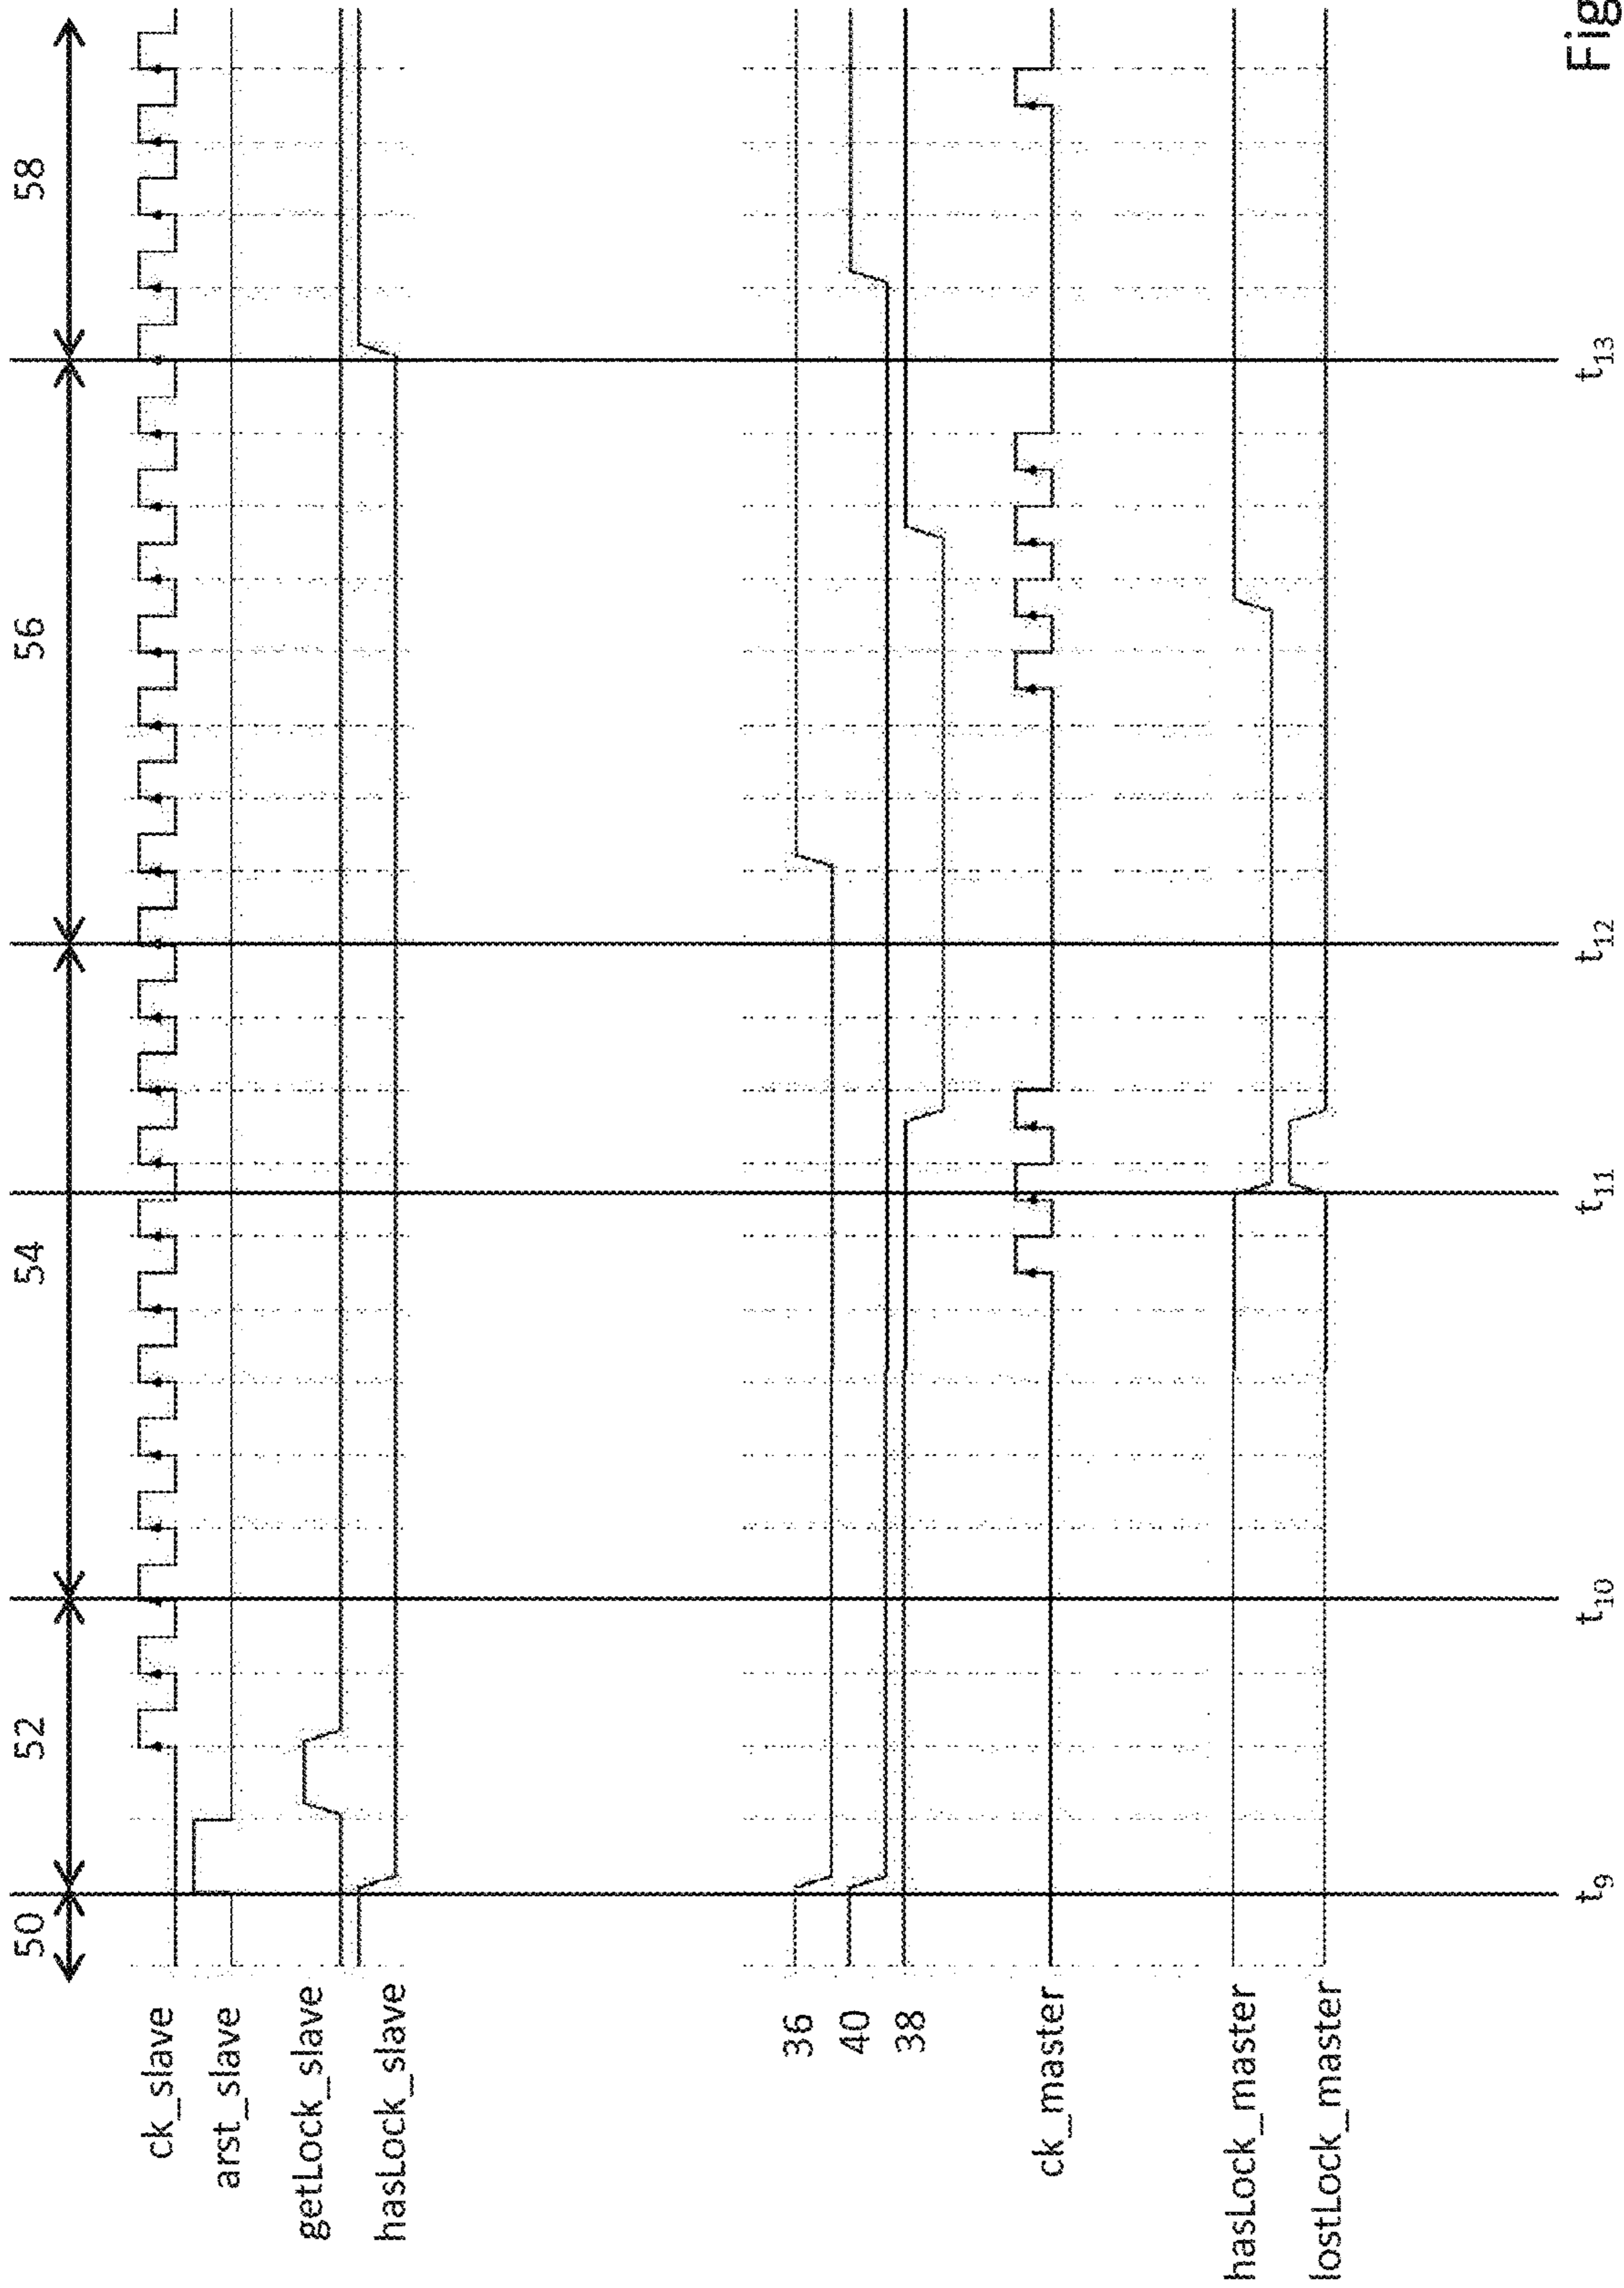 50
52
54
56
58
ck_slave
arst_slave
getLock_slave
hasLock_slave
36
40
38
ck_master
hasLock_master
lostLock_master
t9
t10
t11
t12
t13
Fig